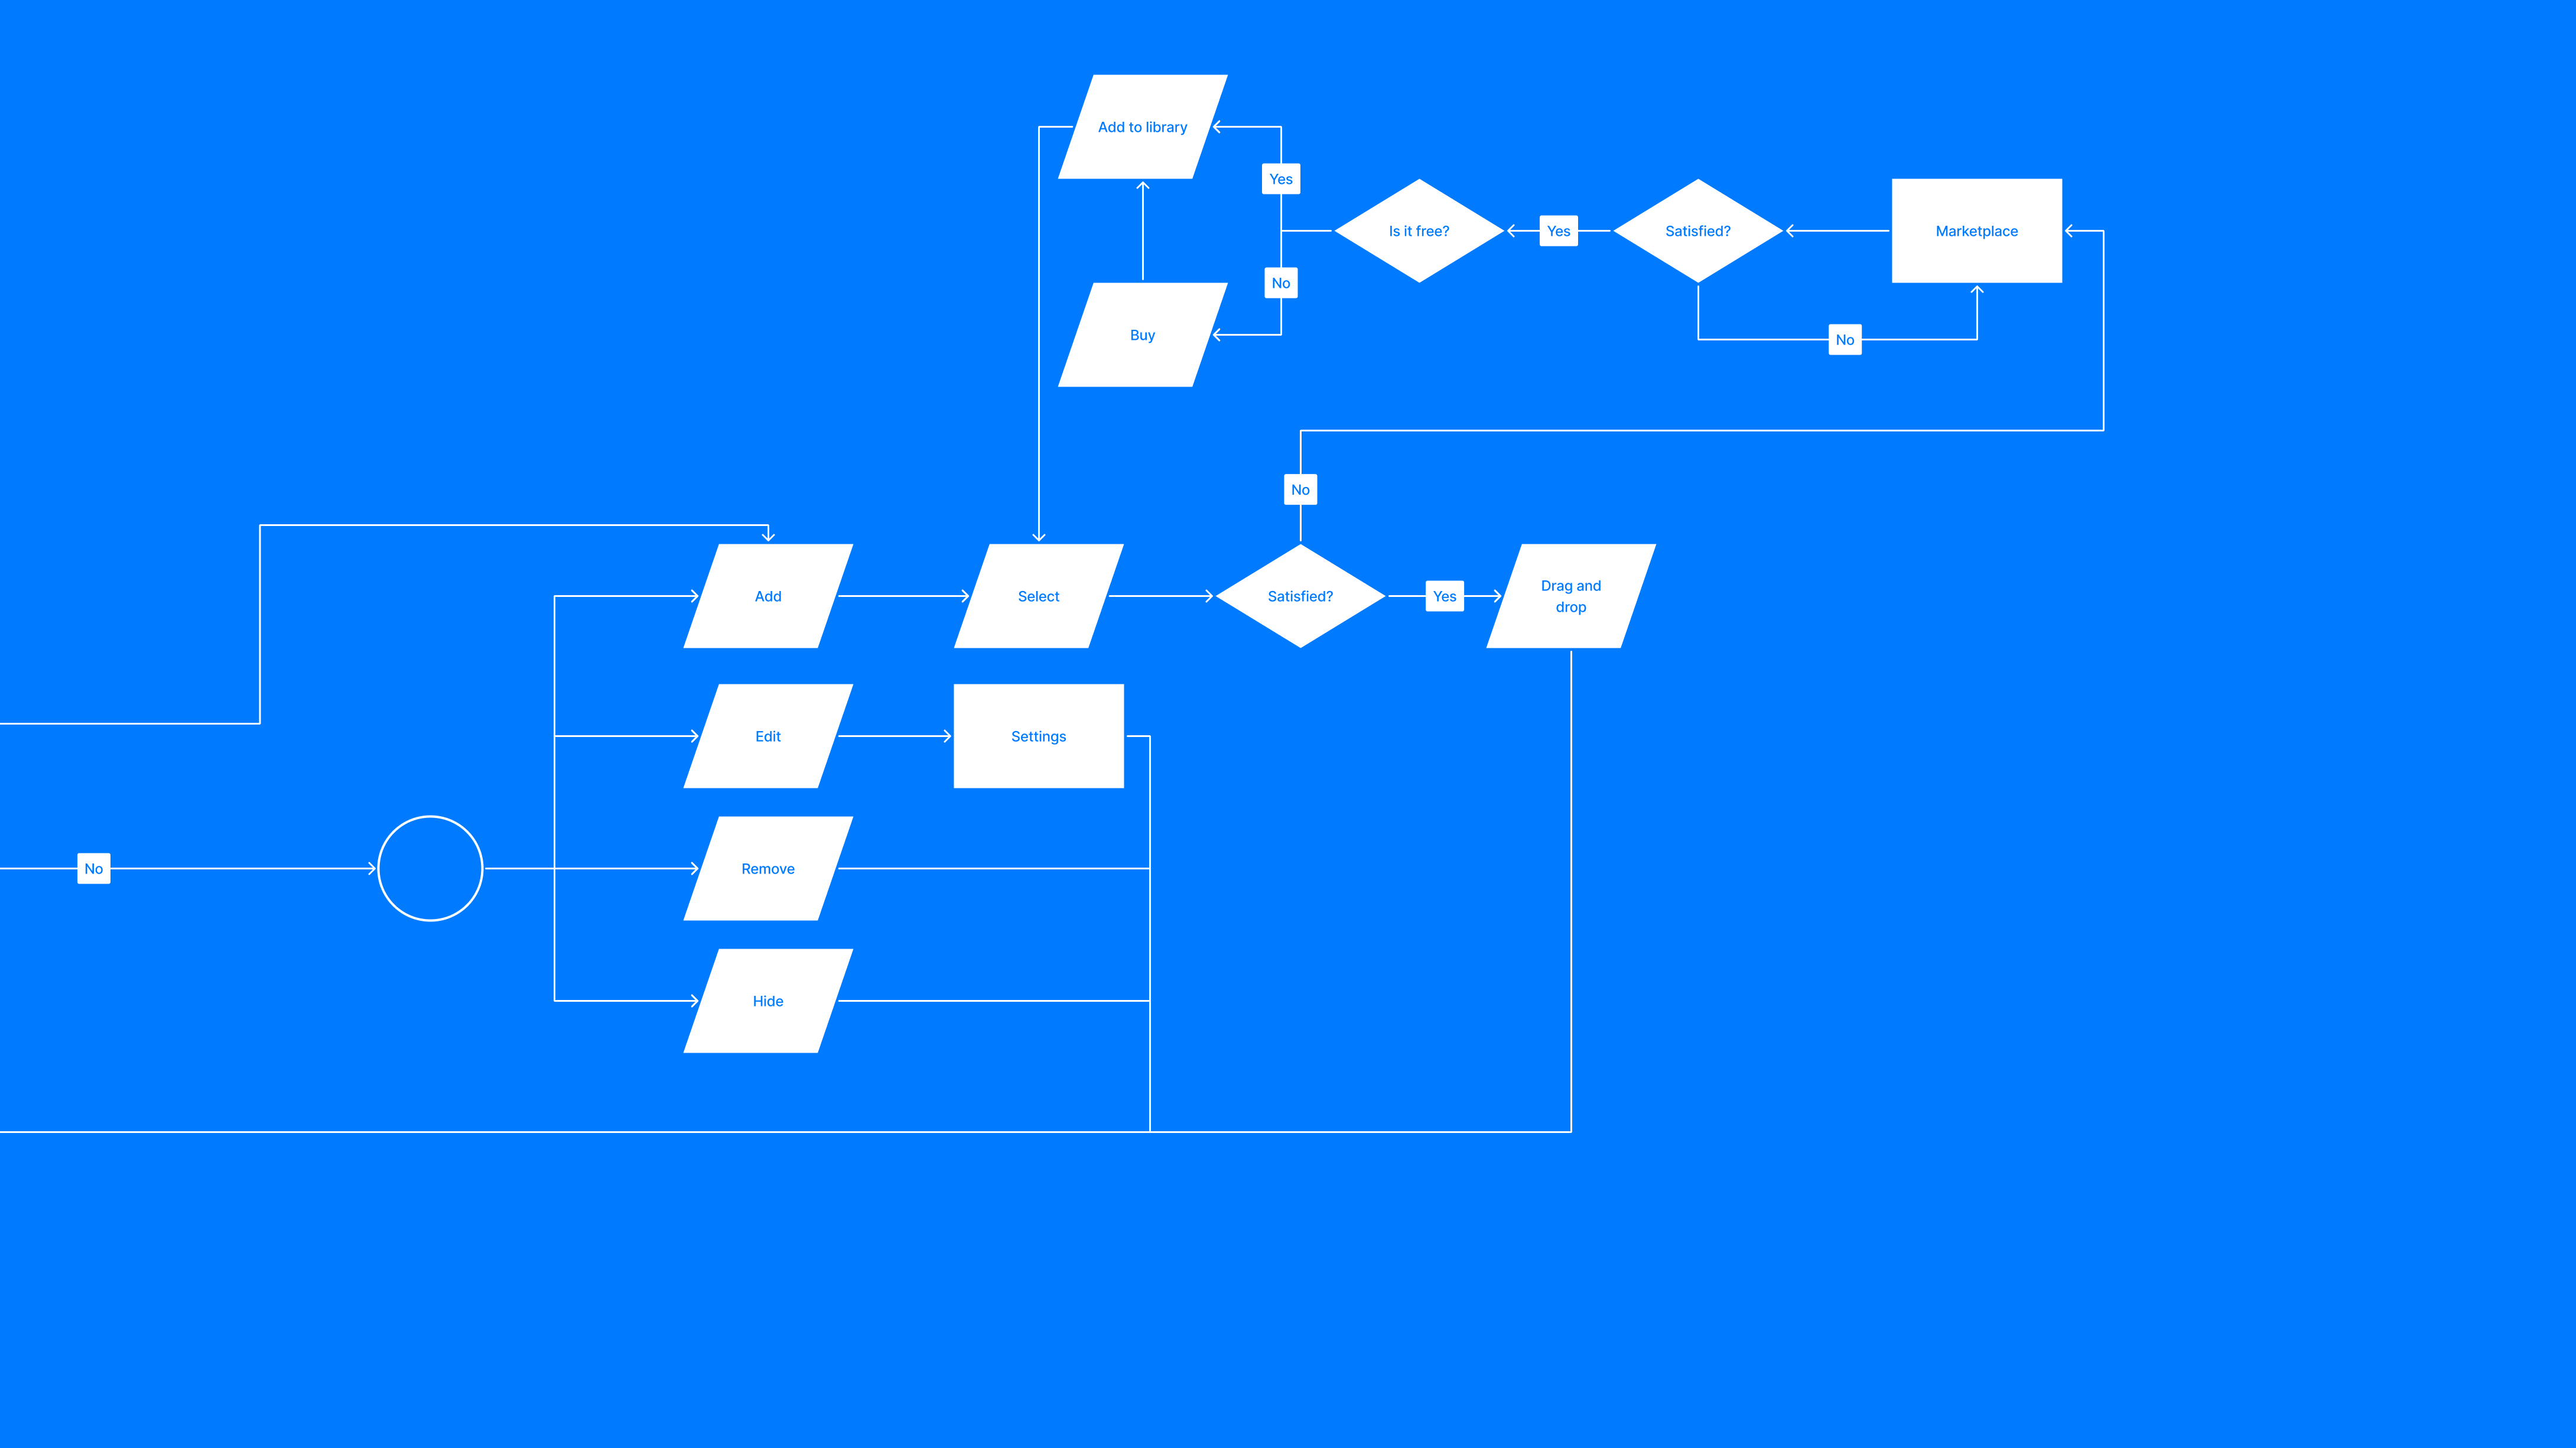 Add to library
Yes
Is it free?
Yes
Satisfied?
Marketplace
No
Buy
No
No
Add
Select
Satisfied?
Yes
Drag and
drop
Edit
Settings
No
Remove
Hide